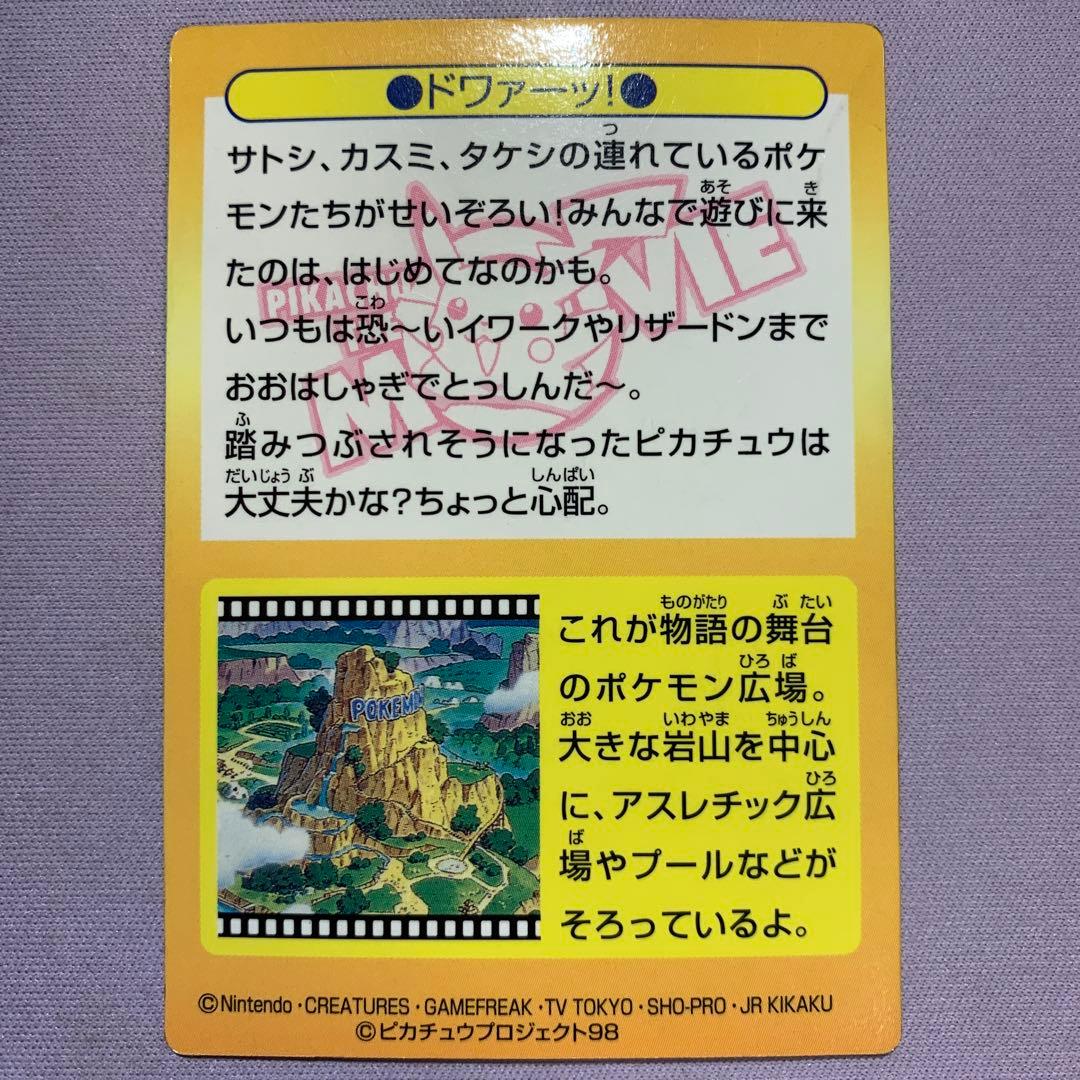 ●ドワァーッ!●
サトシ、カスミ、タケシの連れているポケ
モンたちがせいぞろい!みんなで遊びに来
たのは、はじめてなのかも。
いつもは恐〜いイワークやリザードンまで
おおはしゃぎでとっしんだ〜。
踏みつぶされそうになったピカチュウは
大丈夫かな?ちょっと心配。
PIKACHU
MOVIE
これが物語の舞台
のポケモン広場。
大きな岩山を中心
に、アスレチック広
場やプールなどが
そろっているよ。
POKEMON
©Nintendo・CREATURES・GAMEFREAK・TV TOKYO・SHO-PRO・JR KIKAKU
©ピカチュウプロジェクト98